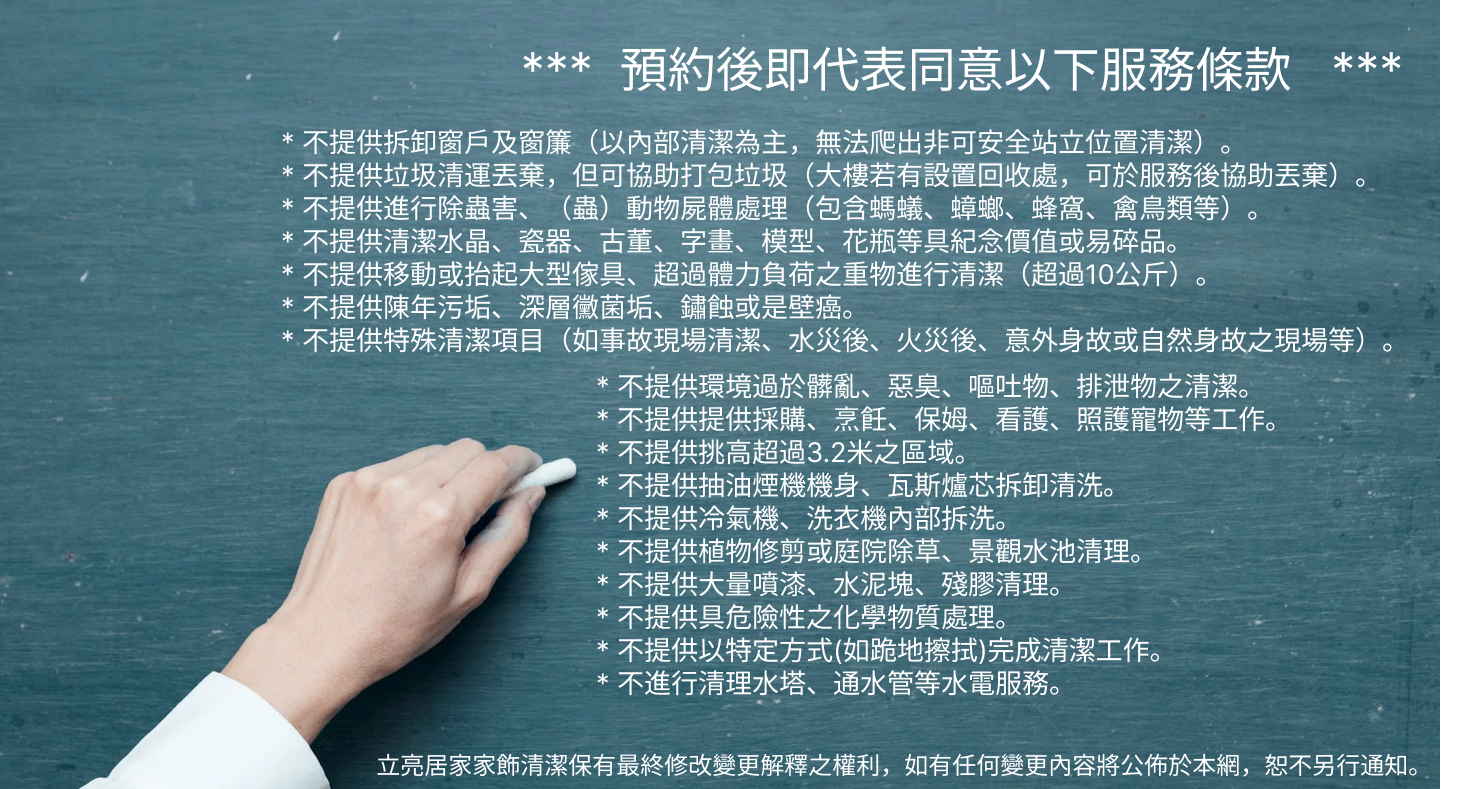 *** 預約後即代表同意以下服務條款 ***
* 不提供拆卸窗戶及窗簾（以內部清潔為主，無法爬出非可安全站立位置清潔）。
* 不提供垃圾清運丟棄，但可協助打包垃圾（大樓若有設置回收處，可於服務後協助丟棄）。
* 不提供進行除蟲害、（蟲）動物屍體處理（包含螞蟻、蟑螂、蜂窩、禽鳥類等）。
* 不提供清潔水晶、瓷器、古董、字畫、模型、花瓶等具紀念價值或易碎品。
* 不提供移動或抬起大型傢具、超過體力負荷之重物進行清潔（超過10公斤）。
* 不提供陳年污垢、深層黴菌垢、鏽蝕或是壁癌。
* 不提供特殊清潔項目（如事故現場清潔、水災後、火災後、意外身故或自然身故之現場等）。
* 不提供環境過於髒亂、惡臭、嘔吐物、排泄物之清潔。
* 不提供提供採購、烹飪、保姆、看護、照護寵物等工作。
* 不提供挑高超過3.2米之區域。
* 不提供抽油煙機機身、瓦斯爐芯拆卸清洗。
* 不提供冷氣機、洗衣機內部拆洗。
* 不提供植物修剪或庭院除草、景觀水池清理。
* 不提供大量噴漆、水泥塊、殘膠清理。
* 不提供具危險性之化學物質處理。
* 不提供以特定方式(如跪地擦拭)完成清潔工作。
* 不進行清理水塔、通水管等水電服務。
立亮居家家飾清潔保有最終修改變更解釋之權利，如有任何變更內容將公佈於本網，恕不另行通知。